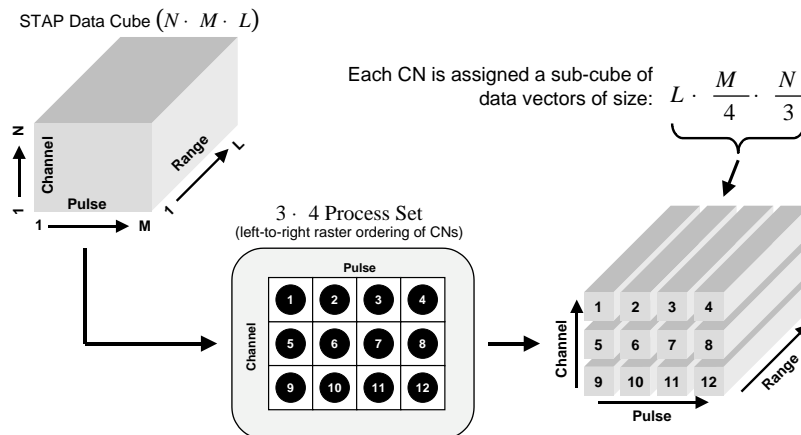 STAP Data Cube (N · M · L)
N
Channel
1
Pulse
1
M
Range
1
L
Each CN is assigned a sub-cube of
data vectors of size: L · M/4 · N/3
3 · 4 Process Set
(left-to-right raster ordering of CNs)
Pulse
Channel
1 2 3 4
5 6 7 8
9 10 11 12
Channel
1 2 3 4
5 6 7 8
9 10 11 12
Pulse
Range